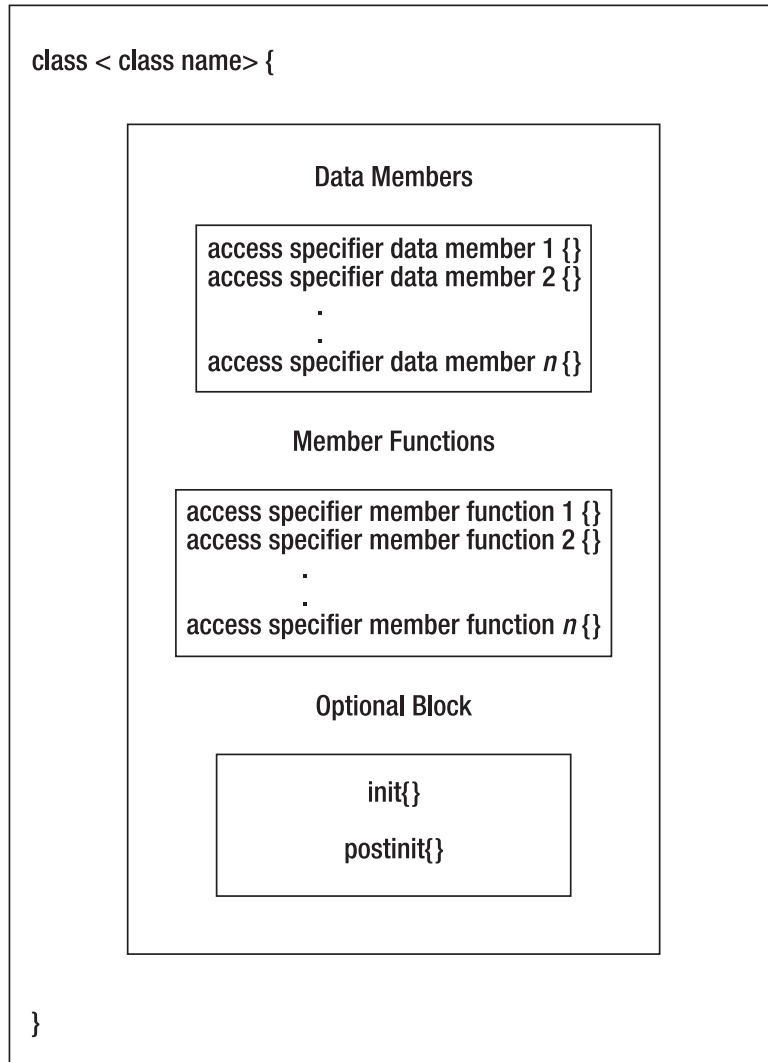 class < class name> {
Data Members
access specifier data member 1 {}
access specifier data member 2 {}
.
.
access specifier data member n {}
Member Functions
access specifier member function 1 {}
access specifier member function 2 {}
.
.
access specifier member function n {}
Optional Block
init{}
postinit{}
}